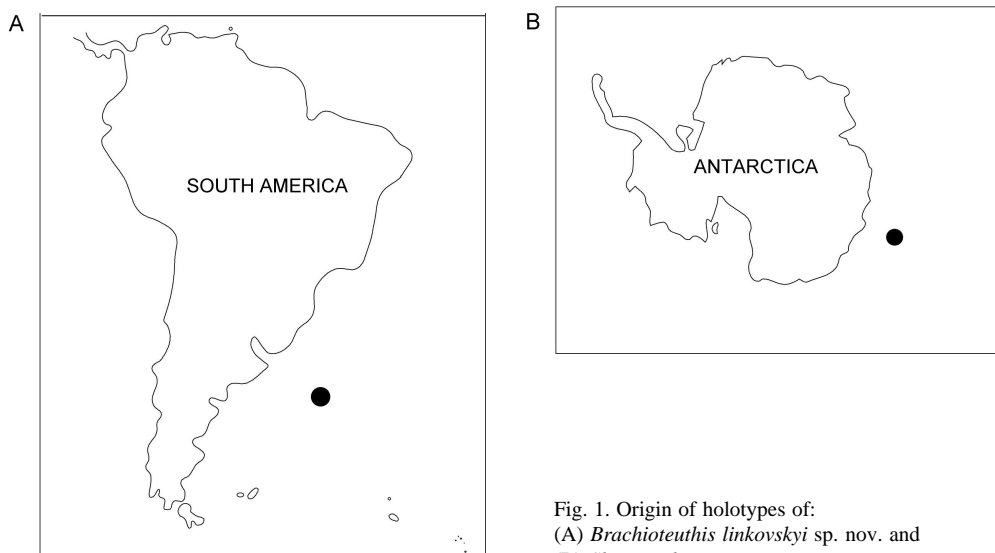 A
SOUTH AMERICA
B
ANTARCTICA
Fig. 1. Origin of holotypes of:
(A) Brachioteuthis linkovskyi sp. nov. and